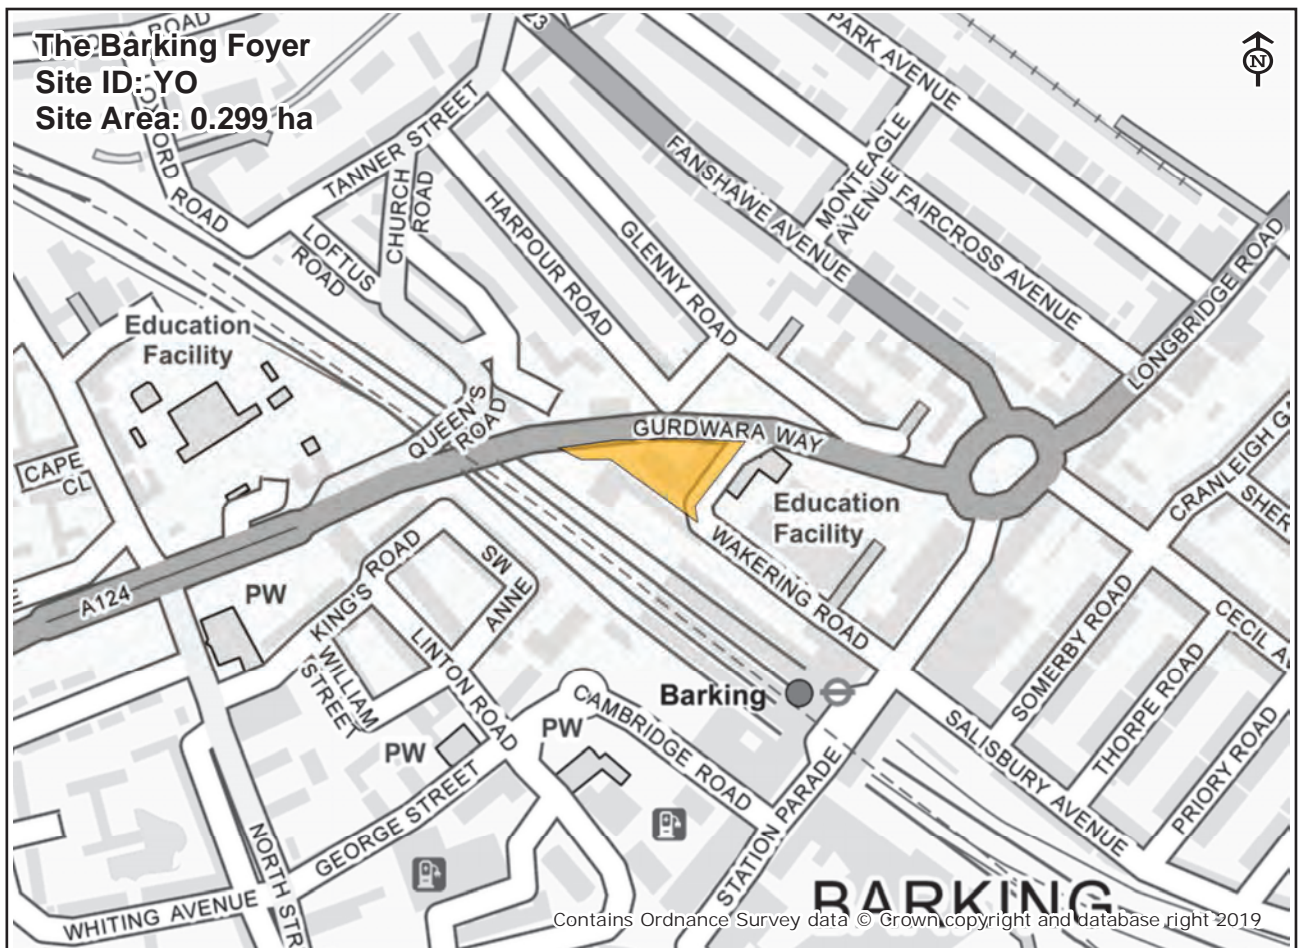 The Barking Foyer
Site ID: YO
Site Area: 0.299 ha
ROAD
N
23
PARK AVENUE
TANNER STREET
FANSHAWE AVENUE
MONTEAGLE
AVENUE
FAIRCROSS AVENUE
LONGBRIDGE ROAD
ROAD
CHURCH
ROAD
LOFTUS
ROAD
HARPOUR ROAD
GLENNY ROAD
Education
Facility
QUEEN'S
ROAD
GURDWARA WAY
CAPE
CL
CRANLEIGH GA
SHER
Education
Facility
WAKERING ROAD
A124
PW
KING'S ROAD
SW
ANNE
LINTON ROAD
WILLIAM
STREET
SOMERBY ROAD
CECIL A
THORPE ROAD
Barking
CAMBRIDGE ROAD
PW
PW
SALISBURY AVENUE
PRIORY ROAD
STATION PARADE
GEORGE STREET
NORTH STR
WHITING AVENUE
BARKING
Contains Ordnance Survey data © Crown copyright and database right 2019